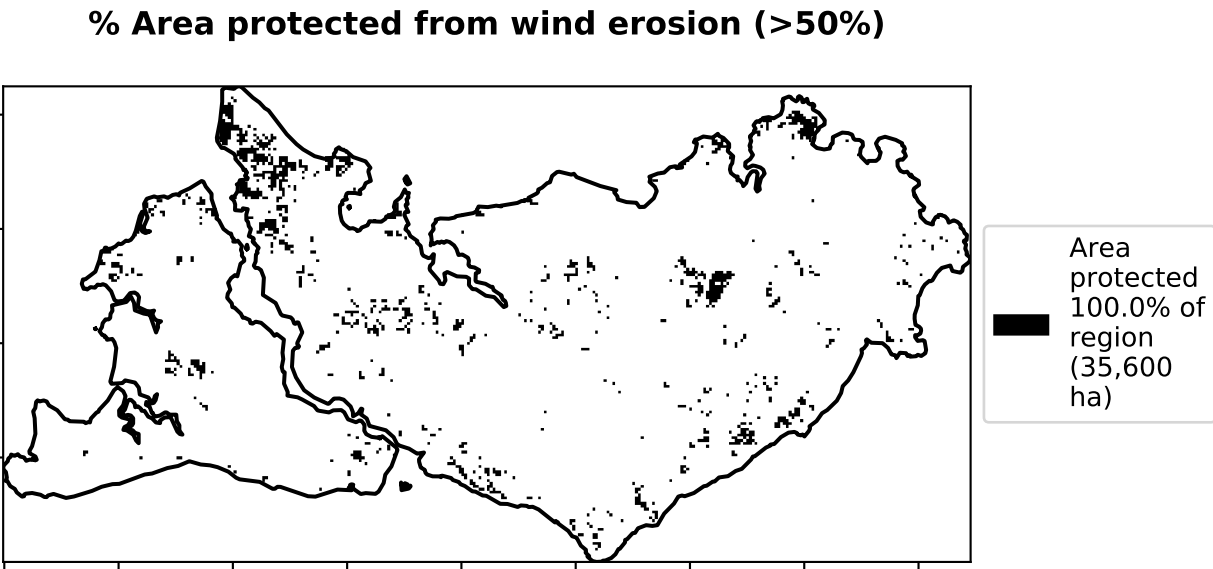 % Area protected from wind erosion (>50%)
Area
protected
100.0% of
region
(35,600
ha)